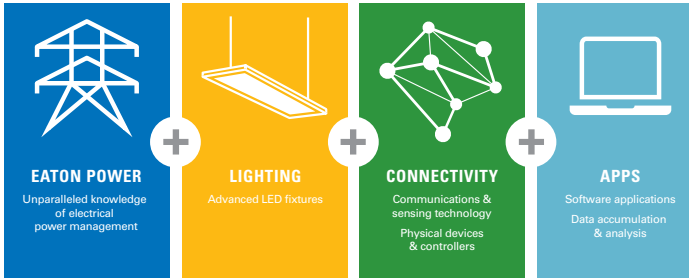 EATON POWER
Unparalleled knowledge
of electrical
power management
LIGHTING
Advanced LED fixtures
CONNECTIVITY
Communications &
sensing technology
Physical devices
& controllers
APPS
Software applications
Data accumulation
& analysis